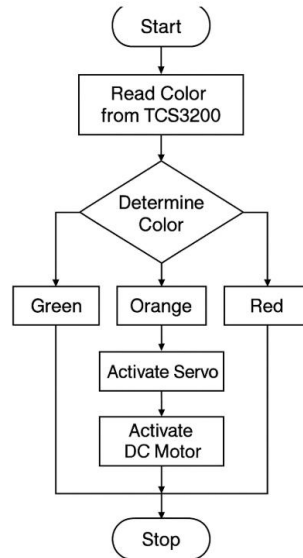 Start
Read Color
from TCS3200
Determine
Color
Green
Orange
Red
Activate Servo
Activate
DC Motor
Stop